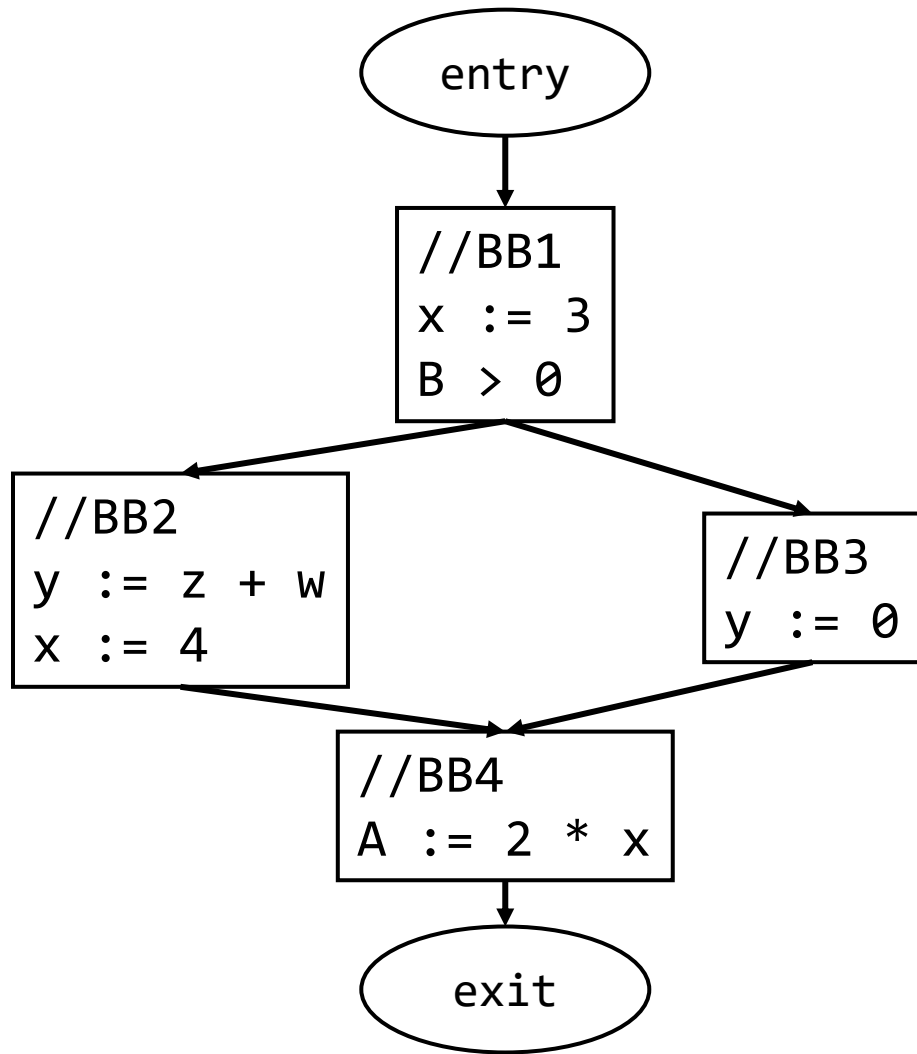 entry
//BB1
x := 3
B > 0
//BB2
y := z + w
x := 4
//BB3
y := 0
//BB4
A := 2 * x
exit